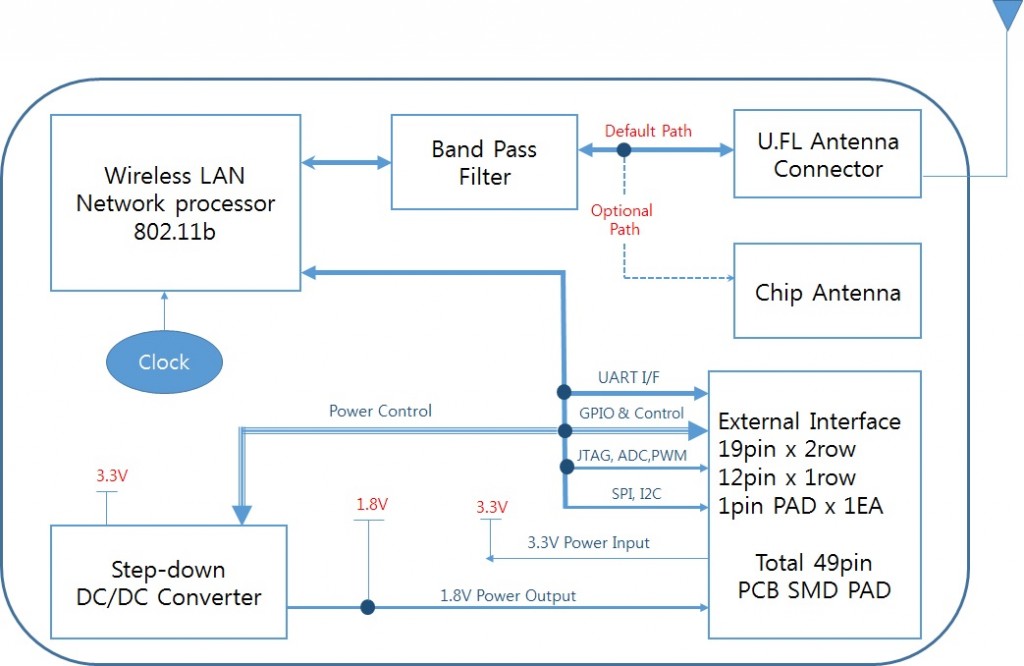 Wireless LAN
Network processor
802.11b
Band Pass
Filter
Default Path
U.FL Antenna
Connector
Optional
Path
Chip Antenna
Clock
UART I/F
Power Control
GPIO & Control
JTAG, ADC,PWM
SPI, I2C
External Interface
19pin x 2row
12pin x 1row
1pin PAD x 1EA
Total 49pin
PCB SMD PAD
3.3V
1.8V
3.3V
3.3V Power Input
Step-down
DC/DC Converter
1.8V Power Output